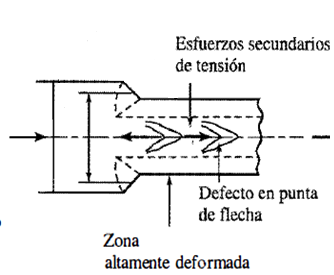 Esfuerzos secundarios
de tensión
Defecto en punta
de flecha
Zona
altamente deformada